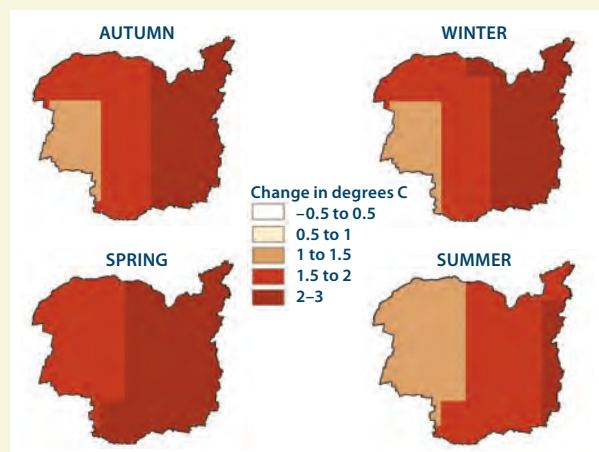 AUTUMN
WINTER
Change in degrees C
–0.5 to 0.5
0.5 to 1
1 to 1.5
1.5 to 2
2–3
SPRING
SUMMER